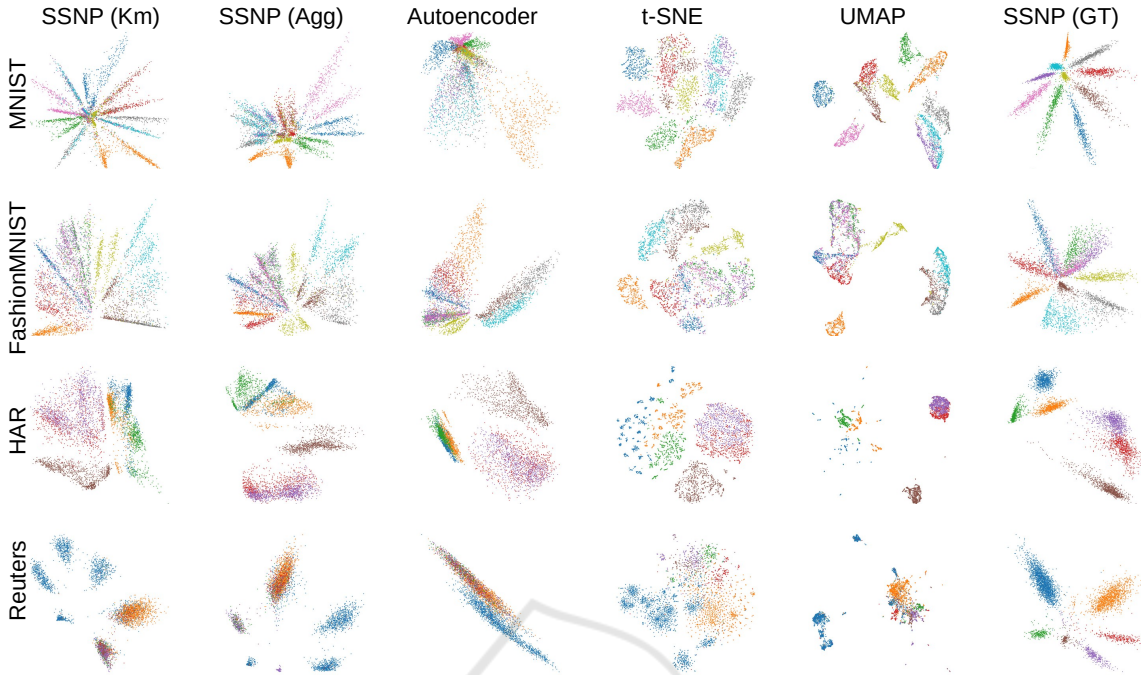 SSNP (Km) SSNP (Agg) Autoencoder t-SNE UMAP SSNP (GT)
MNIST
FashionMNIST
HAR
Reuters